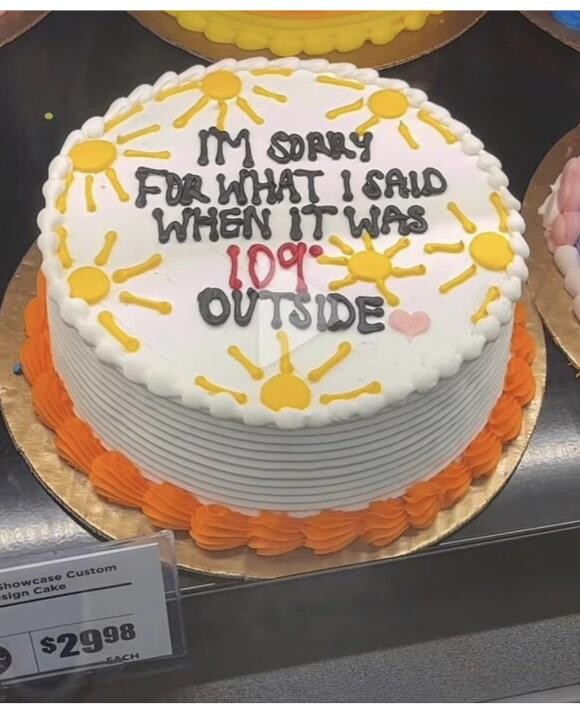 I'M SORRY
FOR WHAT I SAID
WHEN IT WAS
109°
OUTSIDE
Showcase Custom
sign Cake
$29⁹⁸
EACH